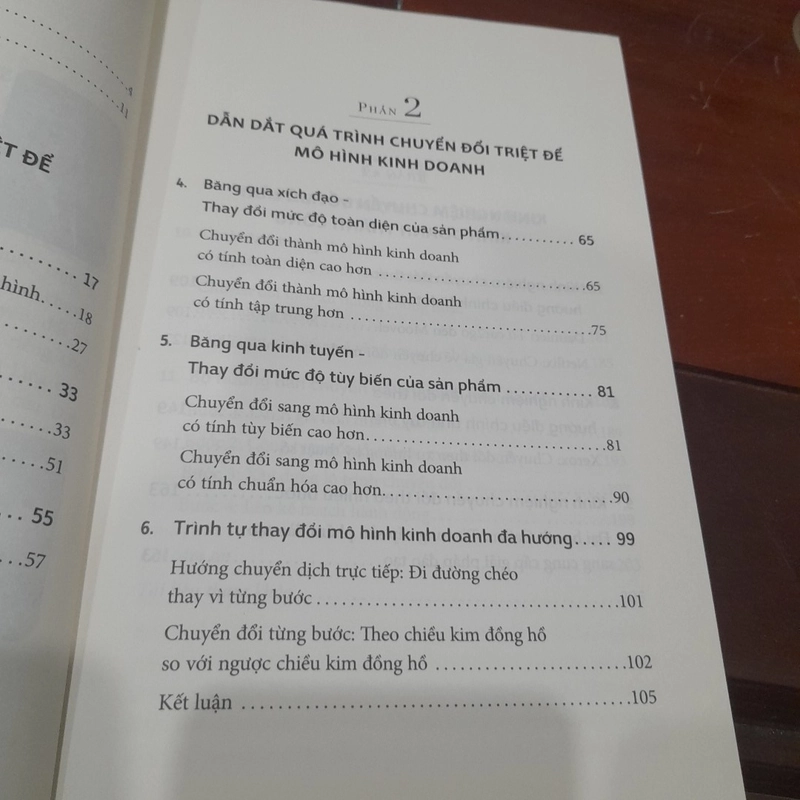 4
11
ỆT ĐỂ
17
hình.....18
27
33
33
51
55
57
PHẦN 2
DẪN DẮT QUÁ TRÌNH CHUYỂN ĐỔI TRIỆT ĐỂ
MÔ HÌNH KINH DOANH
4. Băng qua xích đạo -
Thay đổi mức độ toàn diện của sản phẩm........... 65
Chuyển đổi thành mô hình kinh doanh
có tính toàn diện cao hơn ..............................65
Chuyển đổi thành mô hình kinh doanh
có tính tập trung hơn ...................................75
5. Băng qua kinh tuyến -
Thay đổi mức độ tùy biến của sản phẩm ............ 81
Chuyển đổi sang mô hình kinh doanh
có tính tùy biến cao hơn.................................81
Chuyển đổi sang mô hình kinh doanh
có tính chuẩn hóa cao hơn...............................90
6. Trình tự thay đổi mô hình kinh doanh đa hướng..... 99
Hướng chuyển dịch trực tiếp: Đi đường chéo
thay vì từng bước.......................................101
Chuyển đổi từng bước: Theo chiều kim đồng hồ
so với ngược chiều kim đồng hồ ........................102
Kết luận ..................................................105